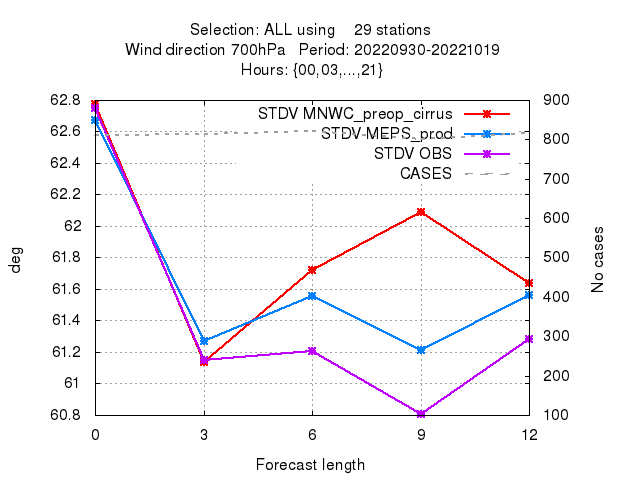 Selection: ALL using 29 stations
Wind direction 700hPa Period: 20220930-20221019
Hours: {00,03,...,21}
STDV MNWC_preop_cirrus
STDV MEPS_prod
STDV OBS
CASES
62.8
62.6
62.4
62.2
62
61.8
61.6
61.4
61.2
61
60.8
deg
900
800
700
600
500
400
300
200
100
No cases
0 3 6 9 12
Forecast length